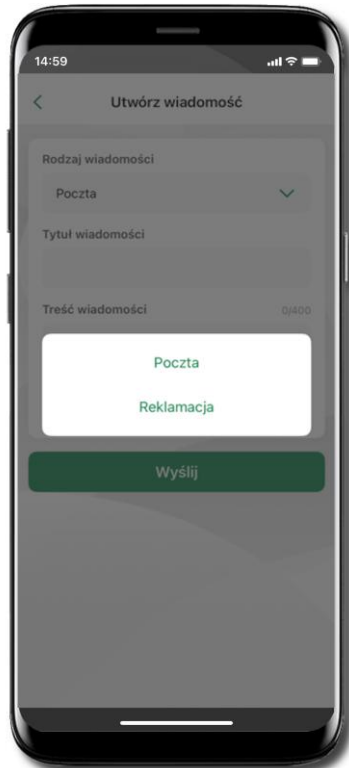 14:59
Utwórz wiadomość
Rodzaj wiadomości
Poczta
Tytuł wiadomości
Treść wiadomości 0/400
Poczta
Reklamacja
Wyślij